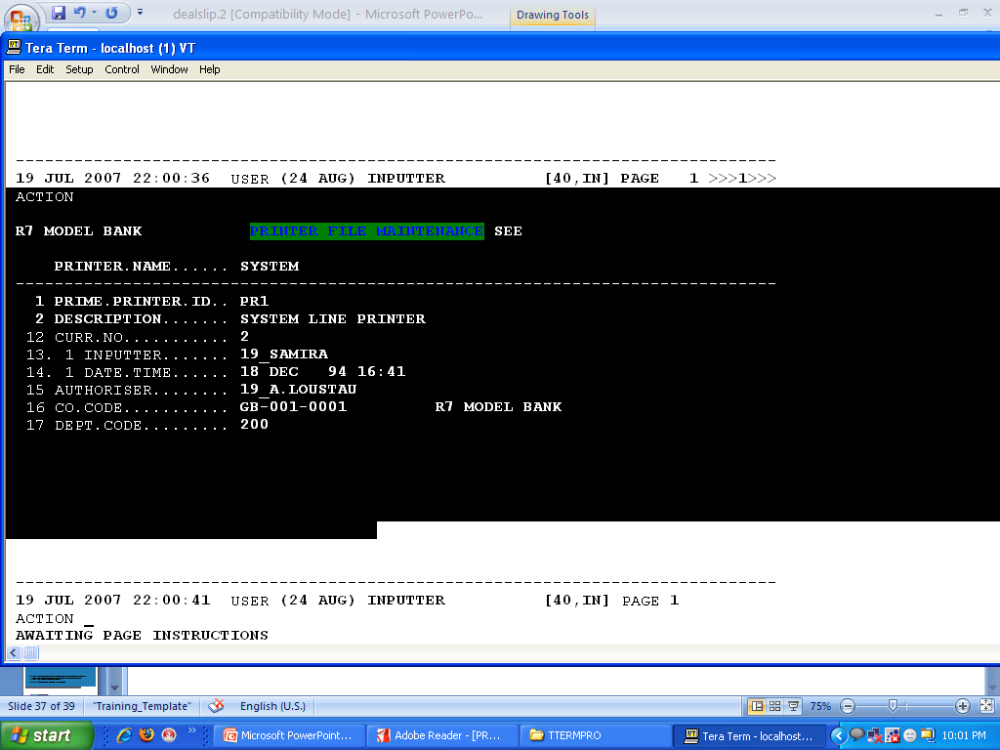 dealslip.2 [Compatibility Mode] - Microsoft PowerPo...
Drawing Tools
Tera Term - localhost (1) VT
File Edit Setup Control Window Help
--------------------------------------------------------------------------------
19 JUL 2007 22:00:36 USER (24 AUG) INPUTTER [40,IN] PAGE 1 >>>1>>>
ACTION
R7 MODEL BANK PRINTER FILE MAINTENANCE SEE
PRINTER.NAME...... SYSTEM
--------------------------------------------------------------------------------
1 PRIME.PRINTER.ID.. PR1
2 DESCRIPTION....... SYSTEM LINE PRINTER
12 CURR.NO........... 2
13. 1 INPUTTER....... 19_SAMIRA
14. 1 DATE.TIME...... 18 DEC 94 16:41
15 AUTHORISER........ 19_A.LOUSTAU
16 CO.CODE........... GB-001-0001 R7 MODEL BANK
17 DEPT.CODE......... 200
--------------------------------------------------------------------------------
19 JUL 2007 22:00:41 USER (24 AUG) INPUTTER [40,IN] PAGE 1
ACTION _
AWAITING PAGE INSTRUCTIONS
Slide 37 of 39 "Training_Template" English (U.S.) 75%
start Microsoft PowerPoint... Adobe Reader - [PR... TTERMPRO Tera Term - localhost... 10:01 PM